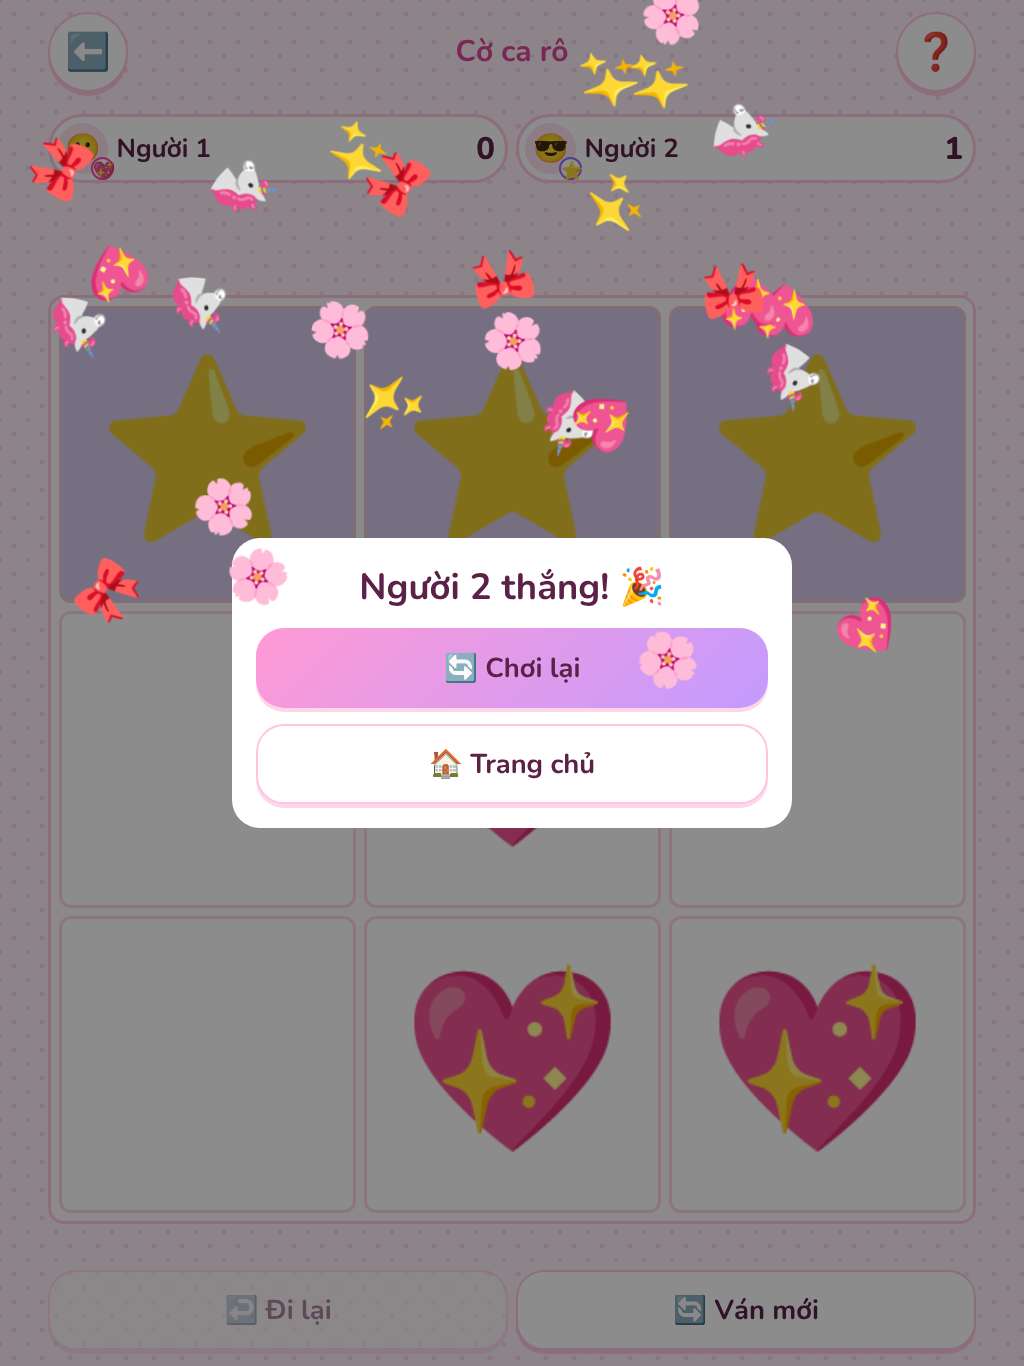 Cờ ca rô
Người 1
0
Người 2
1
Người 2 thắng!
Chơi lại
Trang chủ
Đi lại
Ván mới